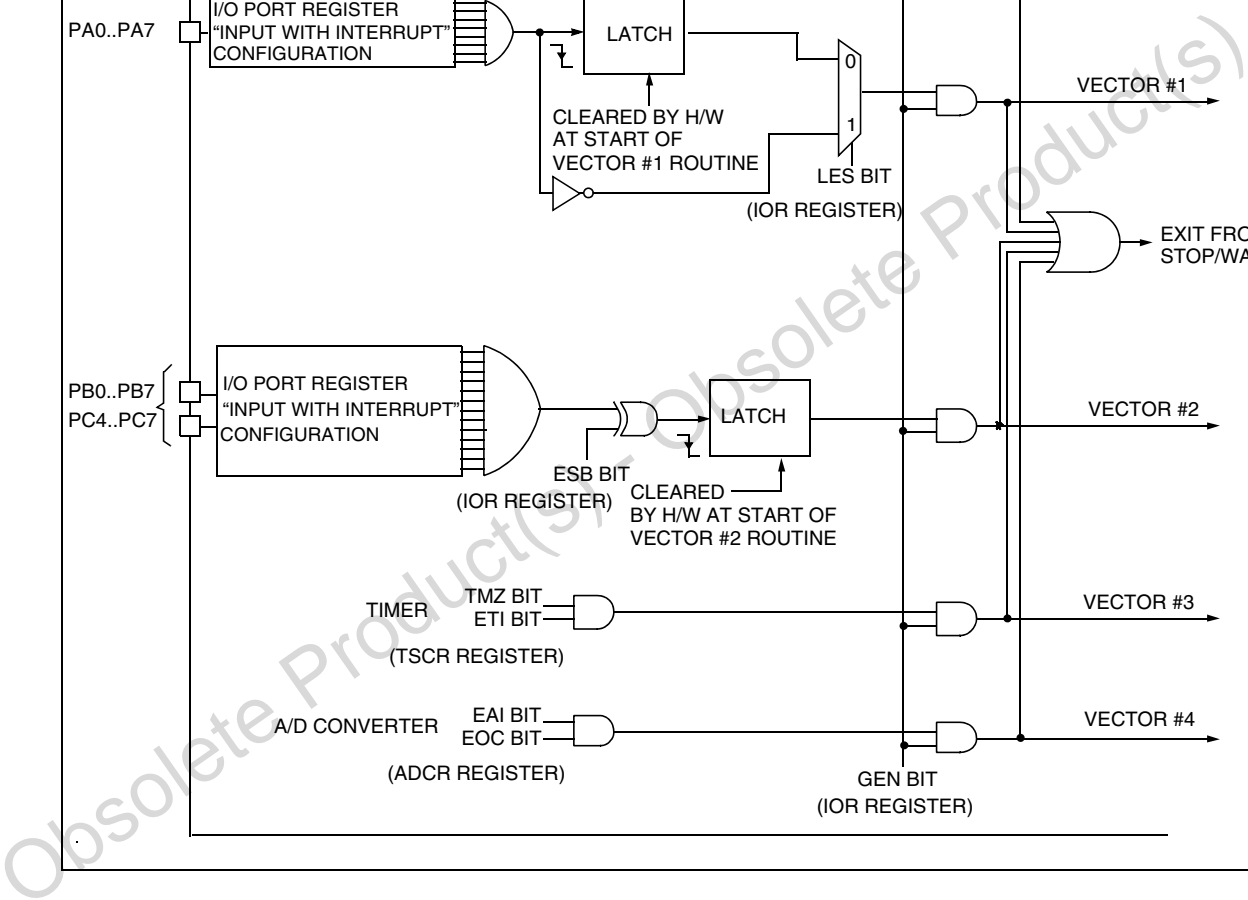 I/O PORT REGISTER
PA0..PA7
“INPUT WITH INTERRUPT”
CONFIGURATION
LATCH
0
1
VECTOR #1
CLEARED BY H/W
AT START OF
VECTOR #1 ROUTINE
LES BIT
(IOR REGISTER)
EXIT FRO
STOP/WA
PB0..PB7
PC4..PC7
I/O PORT REGISTER
“INPUT WITH INTERRUPT”
CONFIGURATION
LATCH
VECTOR #2
ESB BIT
(IOR REGISTER)
CLEARED
BY H/W AT START OF
VECTOR #2 ROUTINE
TIMER
TMZ BIT
ETI BIT
(TSCR REGISTER)
VECTOR #3
A/D CONVERTER
EAI BIT
EOC BIT
(ADCR REGISTER)
VECTOR #4
GEN BIT
(IOR REGISTER)
Obsolete Product(s) - Obsolete Product(s)